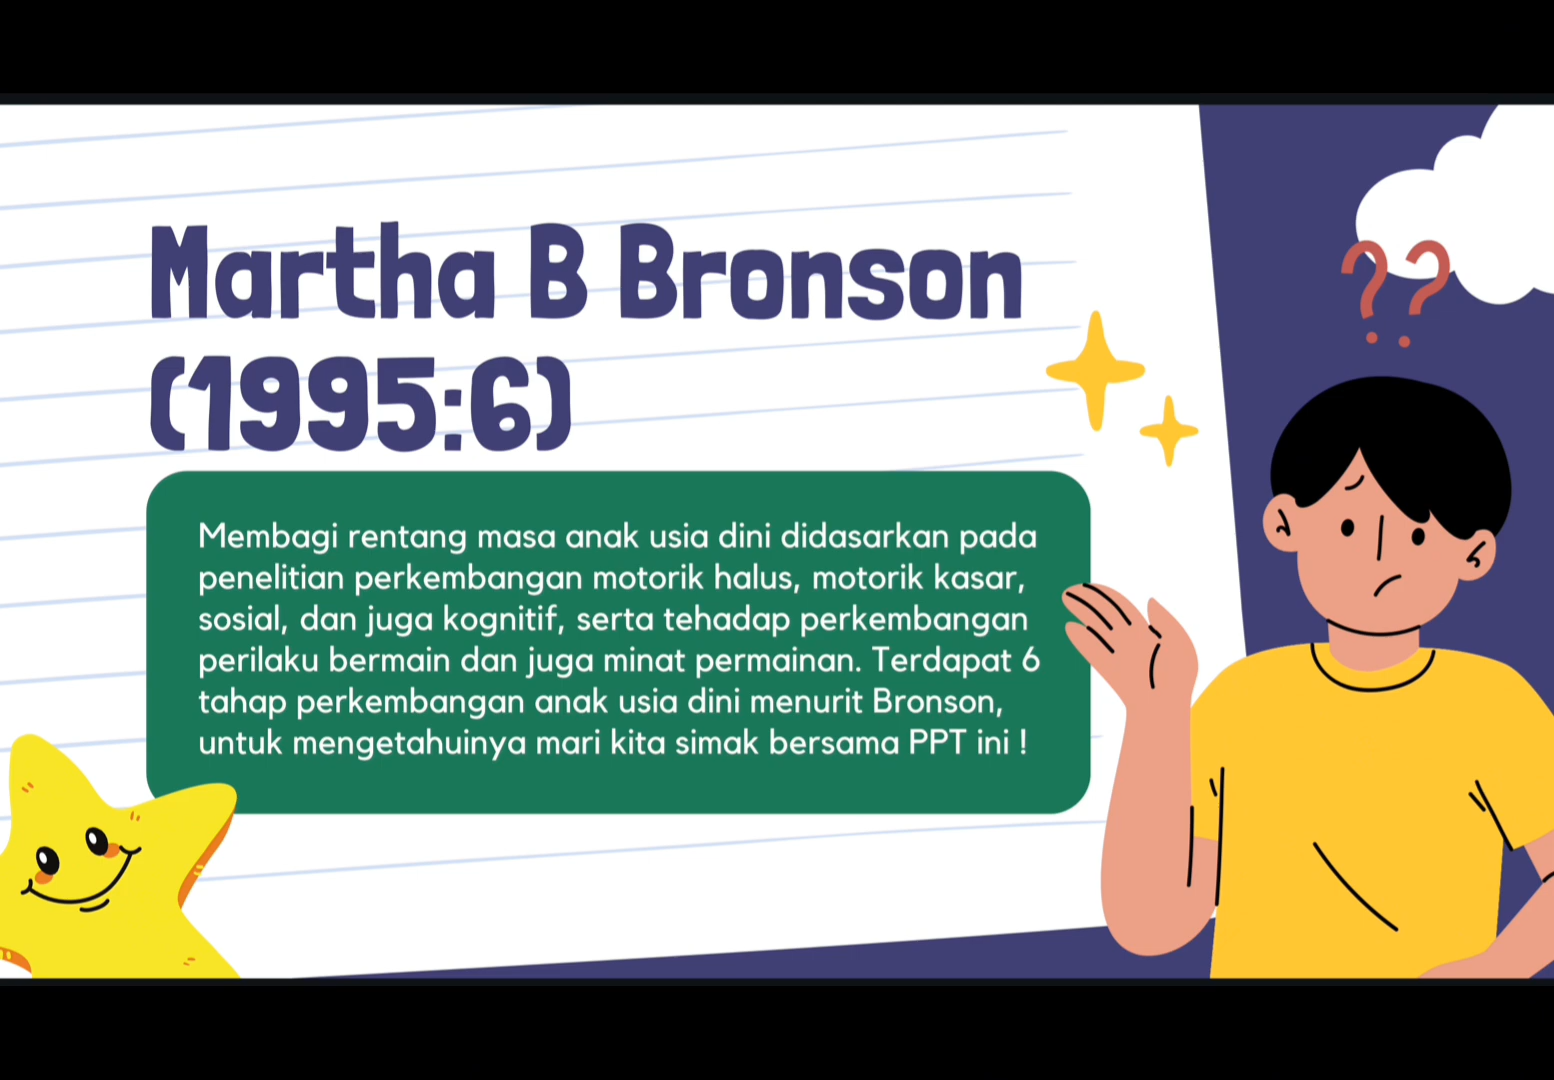 Martha B Bronson
(1995:6)
Membagi rentang masa anak usia dini didasarkan pada
penelitian perkembangan motorik halus, motorik kasar,
sosial, dan juga kognitif, serta tehadap perkembangan
perilaku bermain dan juga minat permainan. Terdapat 6
tahap perkembangan anak usia dini menurit Bronson,
untuk mengetahuinya mari kita simak bersama PPT ini !
??